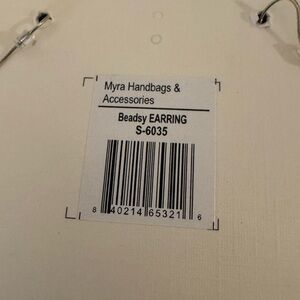 Myra Handbags &
Accessories
Beadsy EARRING
S-6035
8 40214 65321 6